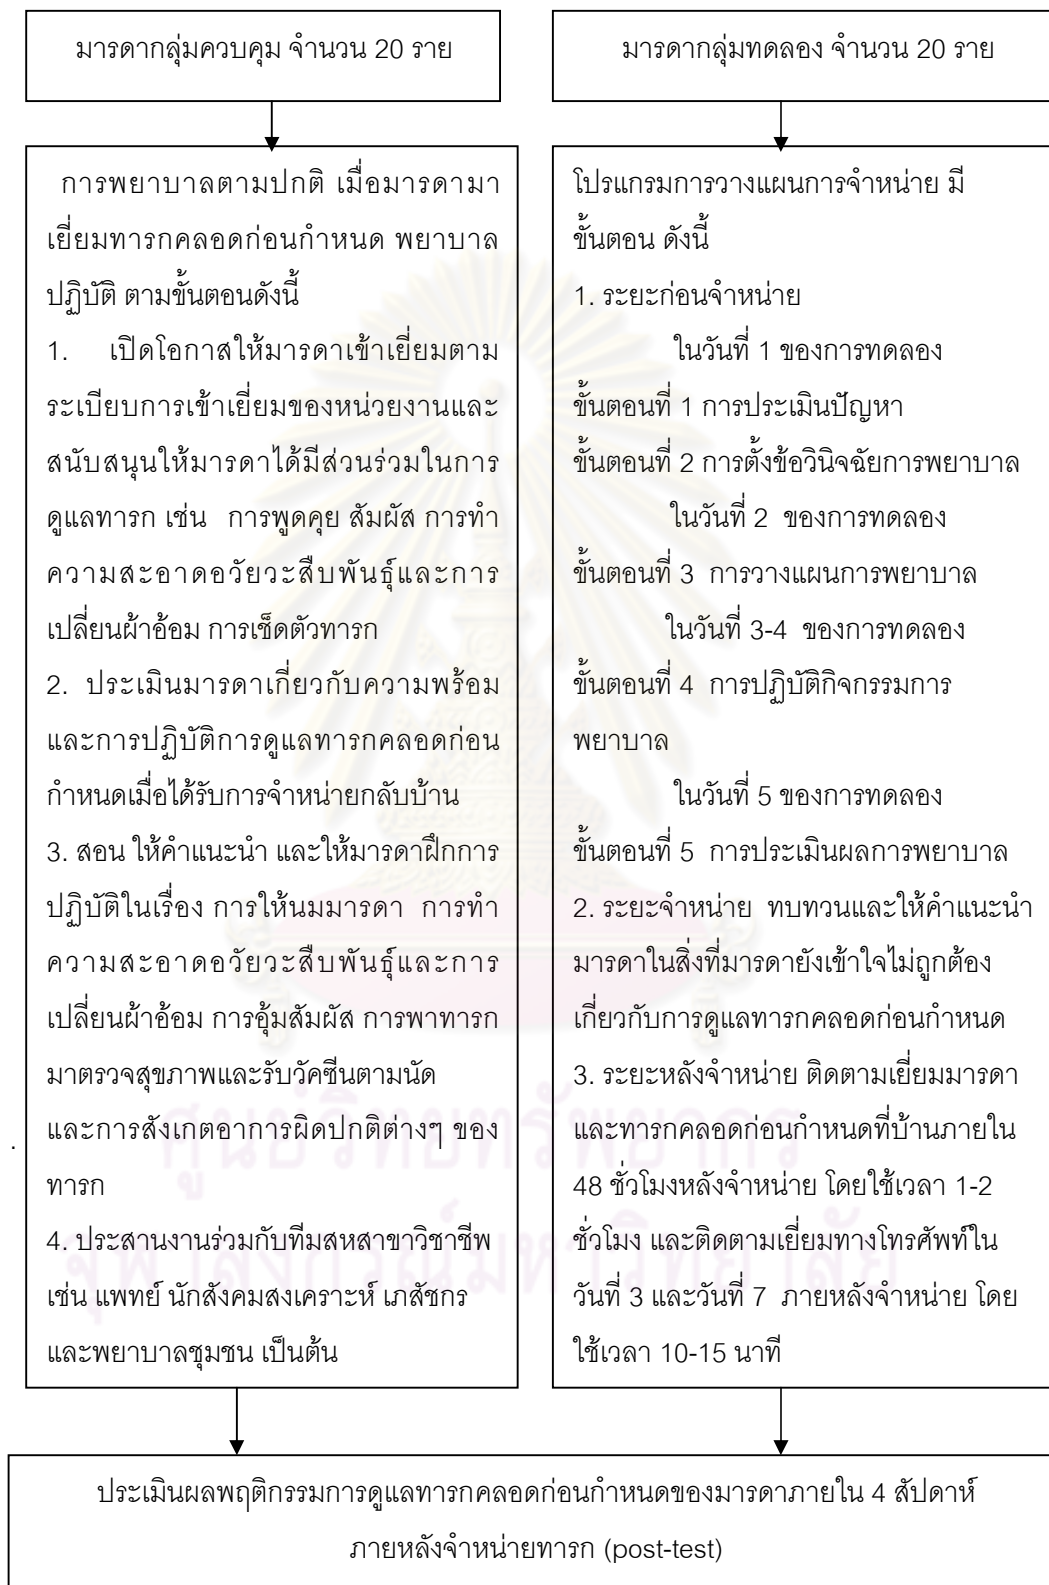 มารดากลุ่มควบคุม จำนวน 20 ราย
มารดากลุ่มทดลอง จำนวน 20 ราย
การพยาบาลตามปกติ เมื่อมารดามา
เยี่ยมทารกคลอดก่อนกำหนด พยาบาล
ปฏิบัติ ตามขั้นตอนดังนี้
1. เปิดโอกาสให้มารดาเข้าเยี่ยมตาม
ระเบียบการเข้าเยี่ยมของหน่วยงานและ
สนับสนุนให้มารดาได้มีส่วนร่วมในการ
ดูแลทารก เช่น การพูดคุย สัมผัส การทำ
ความสะอาดอวัยวะสืบพันธุ์และการ
เปลี่ยนผ้าอ้อม การเช็ดตัวทารก
2. ประเมินมารดาเกี่ยวกับความพร้อม
และการปฏิบัติการดูแลทารกคลอดก่อน
กำหนดเมื่อได้รับการจำหน่ายกลับบ้าน
3. สอน ให้คำแนะนำ และให้มารดาฝึกการ
ปฏิบัติในเรื่อง การให้นมมารดา การทำ
ความสะอาดอวัยวะสืบพันธุ์และการ
เปลี่ยนผ้าอ้อม การอุ้มสัมผัส การพาทารก
มาตรวจสุขภาพและรับวัคซีนตามนัด
และการสังเกตอาการผิดปกติต่างๆ ของ
ทารก
4. ประสานงานร่วมกับทีมสหสาขาวิชาชีพ
เช่น แพทย์ นักสังคมสงเคราะห์ เภสัชกร
และพยาบาลชุมชน เป็นต้น
โปรแกรมการวางแผนการจำหน่าย มี
ขั้นตอน ดังนี้
1. ระยะก่อนจำหน่าย
ในวันที่ 1 ของการทดลอง
ขั้นตอนที่ 1 การประเมินปัญหา
ขั้นตอนที่ 2 การตั้งข้อวินิจฉัยการพยาบาล
ในวันที่ 2 ของการทดลอง
ขั้นตอนที่ 3 การวางแผนการพยาบาล
ในวันที่ 3-4 ของการทดลอง
ขั้นตอนที่ 4 การปฏิบัติกิจกรรมการ
พยาบาล
ในวันที่ 5 ของการทดลอง
ขั้นตอนที่ 5 การประเมินผลการพยาบาล
2. ระยะจำหน่าย ทบทวนและให้คำแนะนำ
มารดาในสิ่งที่มารดายังเข้าใจไม่ถูกต้อง
เกี่ยวกับการดูแลทารกคลอดก่อนกำหนด
3. ระยะหลังจำหน่าย ติดตามเยี่ยมมารดา
และทารกคลอดก่อนกำหนดที่บ้านภายใน
48 ชั่วโมงหลังจำหน่าย โดยใช้เวลา 1-2
ชั่วโมง และติดตามเยี่ยมทางโทรศัพท์ใน
วันที่ 3 และวันที่ 7 ภายหลังจำหน่าย โดย
ใช้เวลา 10-15 นาที
.
ศูนย์วิทยทรัพยากร
จุฬาลงกรณ์มหาวิทยาลัย
ประเมินผลพฤติกรรมการดูแลทารกคลอดก่อนกำหนดของมารดาภายใน 4 สัปดาห์
ภายหลังจำหน่ายทารก (post-test)